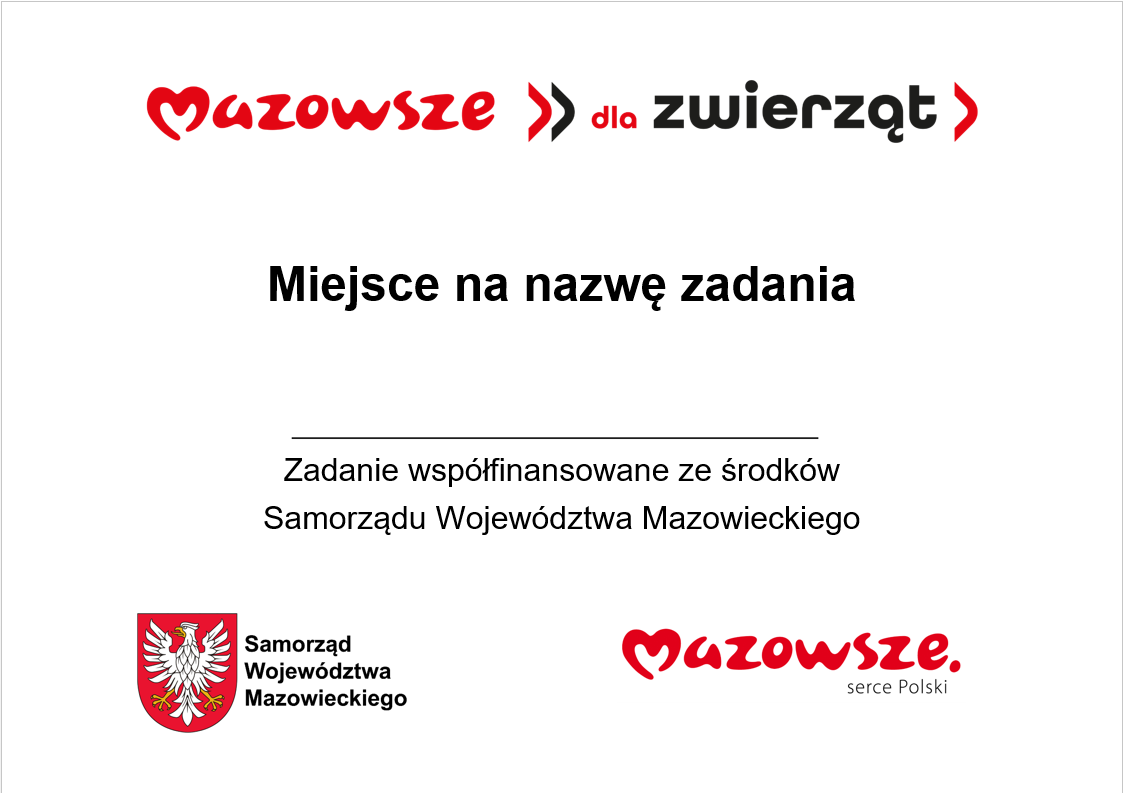 mazowsze dla zwierząt
Miejsce na nazwę zadania
Zadanie współfinansowane ze środków
Samorządu Województwa Mazowieckiego
Samorząd
Województwa
Mazowieckiego
mazowsze.
serce Polski